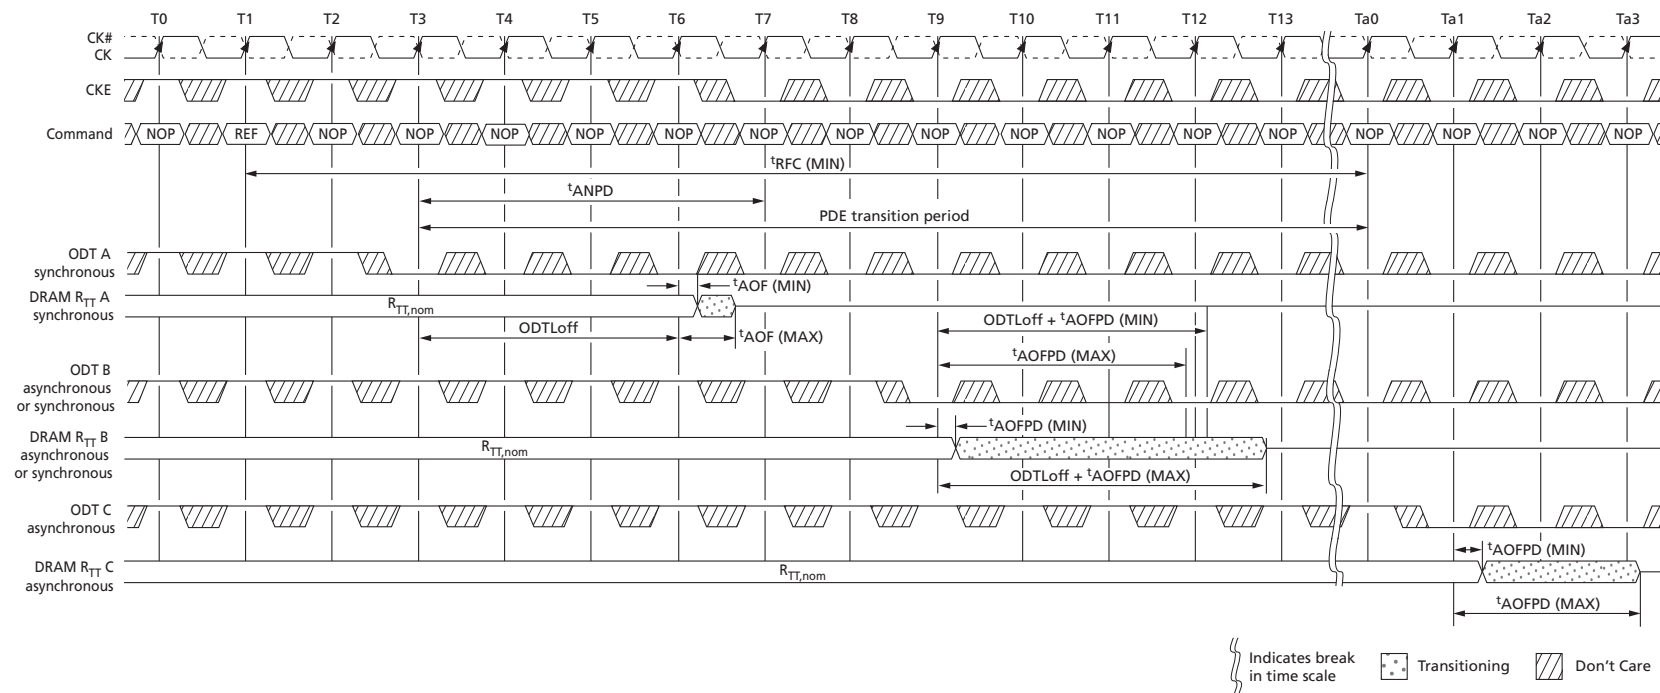 T0 T1 T2 T3 T4 T5 T6 T7 T8 T9 T10 T11 T12 T13 Ta0 Ta1 Ta2 Ta3
CK#
CK
CKE
Command NOP REF NOP NOP NOP NOP NOP NOP NOP NOP NOP NOP NOP NOP NOP NOP NOP NOP
tRFC (MIN)
tANPD
PDE transition period
ODT A
synchronous
tAOF (MIN)
DRAM RTT A
synchronous
RTT,nom
ODTLoff + tAOFPD (MIN)
ODTLoff
tAOF (MAX)
tAOFPD (MAX)
ODT B
asynchronous
or synchronous
tAOFPD (MIN)
DRAM RTT B
asynchronous
or synchronous
RTT,nom
ODTLoff + tAOFPD (MAX)
ODT C
asynchronous
tAOFPD (MIN)
DRAM RTT C
asynchronous
RTT,nom
tAOFPD (MAX)
Indicates break
in time scale
Transitioning
Don't Care